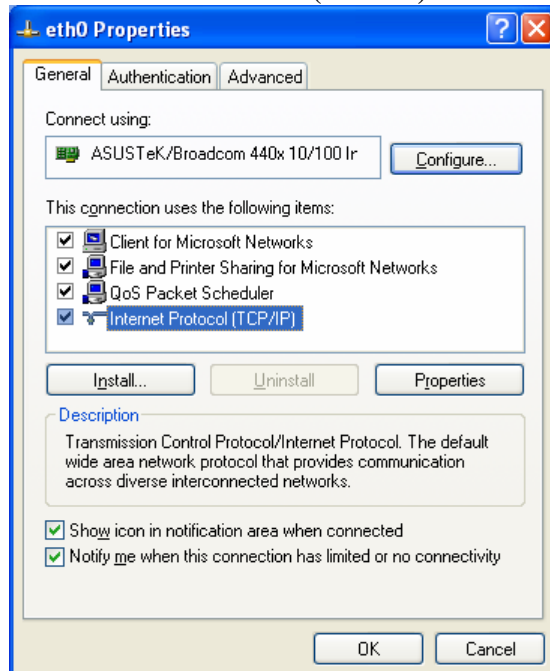 eth0 Properties
General Authentication Advanced
Connect using:
ASUSTeK/Broadcom 440x 10/100 In
Configure...
This connection uses the following items:
Client for Microsoft Networks
File and Printer Sharing for Microsoft Networks
QoS Packet Scheduler
Internet Protocol (TCP/IP)
Install... Uninstall Properties
Description
Transmission Control Protocol/Internet Protocol. The default
wide area network protocol that provides communication
across diverse interconnected networks.
Show icon in notification area when connected
Notify me when this connection has limited or no connectivity
OK Cancel